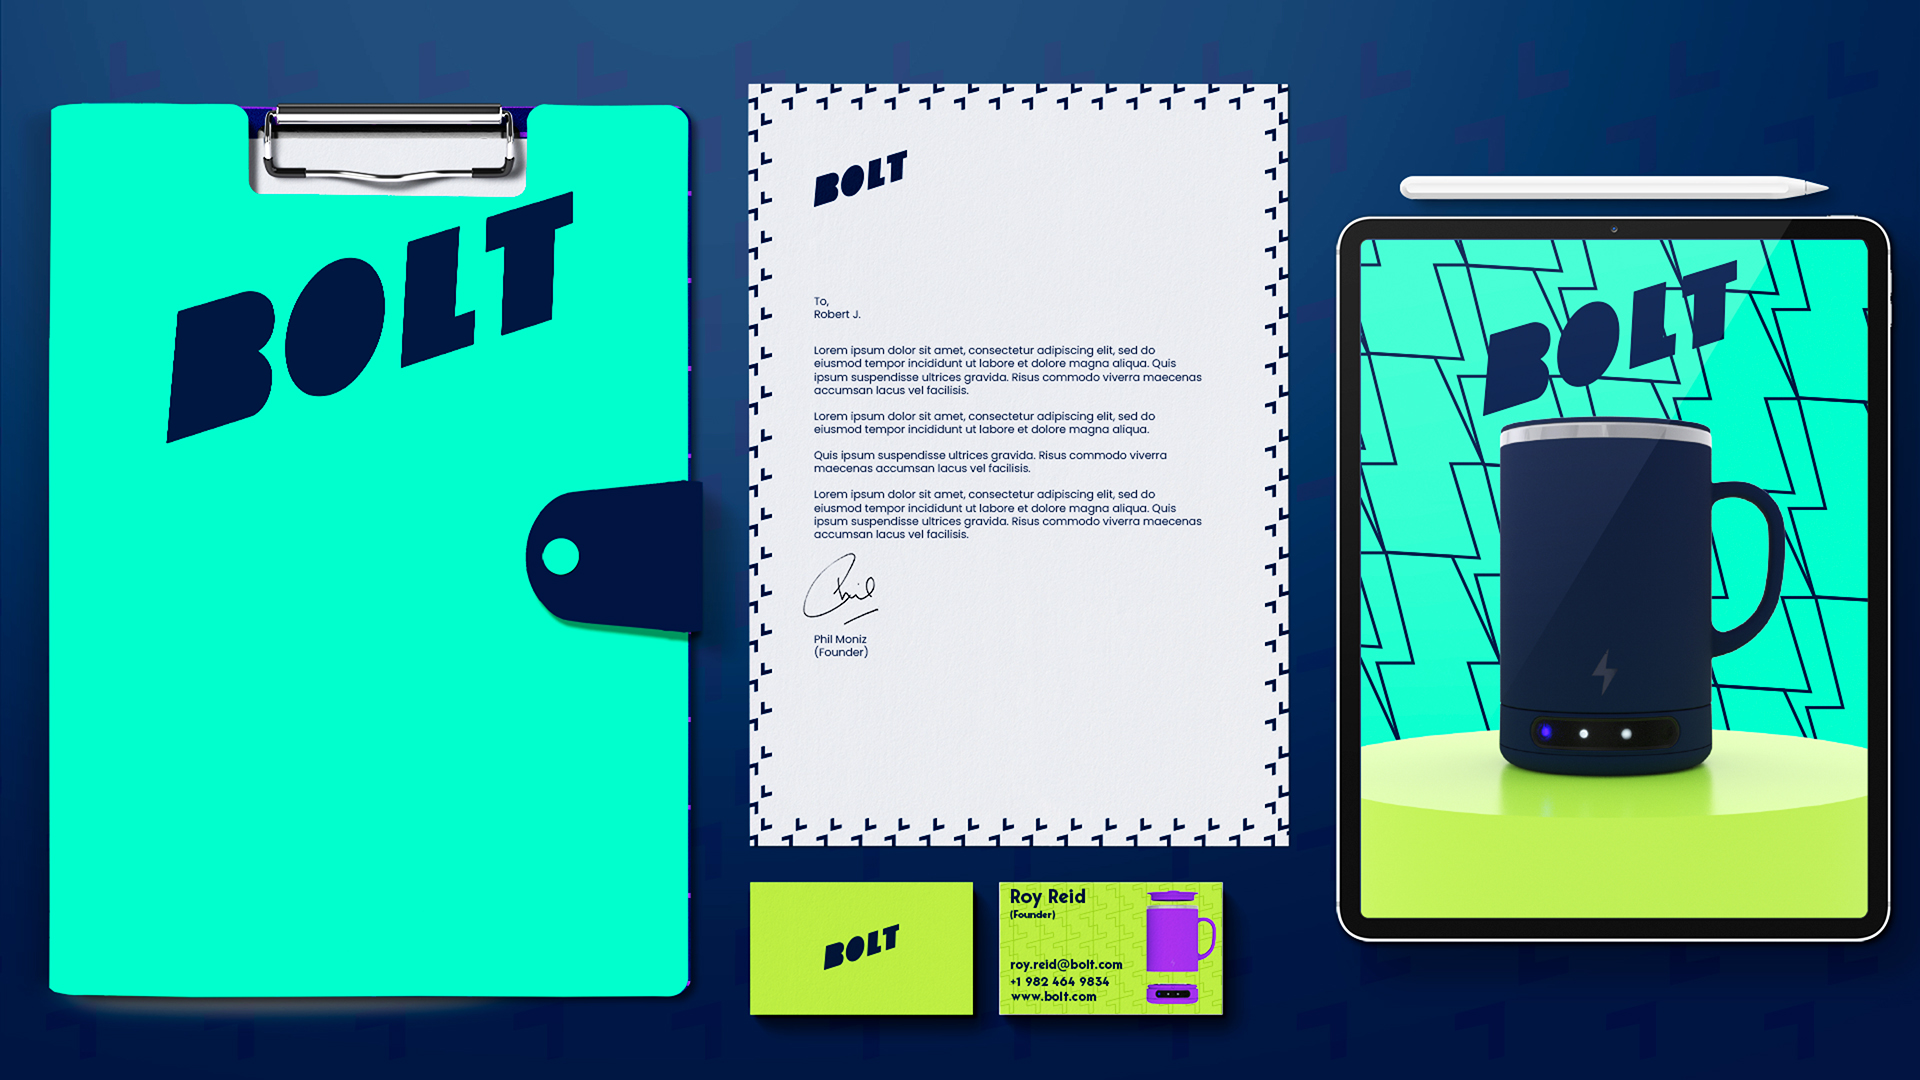 BOLT
BOLT
To,
Robert J.
Lorem ipsum dolor sit amet, consectetur adipiscing elit, sed do
eiusmod tempor incididunt ut labore et dolore magna aliqua. Quis
ipsum suspendisse ultrices gravida. Risus commodo viverra maecenas
accumsan lacus vel facilisis.
Lorem ipsum dolor sit amet, consectetur adipiscing elit, sed do
eiusmod tempor incididunt ut labore et dolore magna aliqua.
Quis ipsum suspendisse ultrices gravida. Risus commodo viverra
maecenas accumsan lacus vel facilisis.
Lorem ipsum dolor sit amet, consectetur adipiscing elit, sed do
eiusmod tempor incididunt ut labore et dolore magna aliqua. Quis
ipsum suspendisse ultrices gravida. Risus commodo viverra maecenas
accumsan lacus vel facilisis.
Phil
Phil Moniz
(Founder)
BOLT
Roy Reid
(Founder)
roy.reid@bolt.com
+1 982 464 9834
www.bolt.com
BOLT